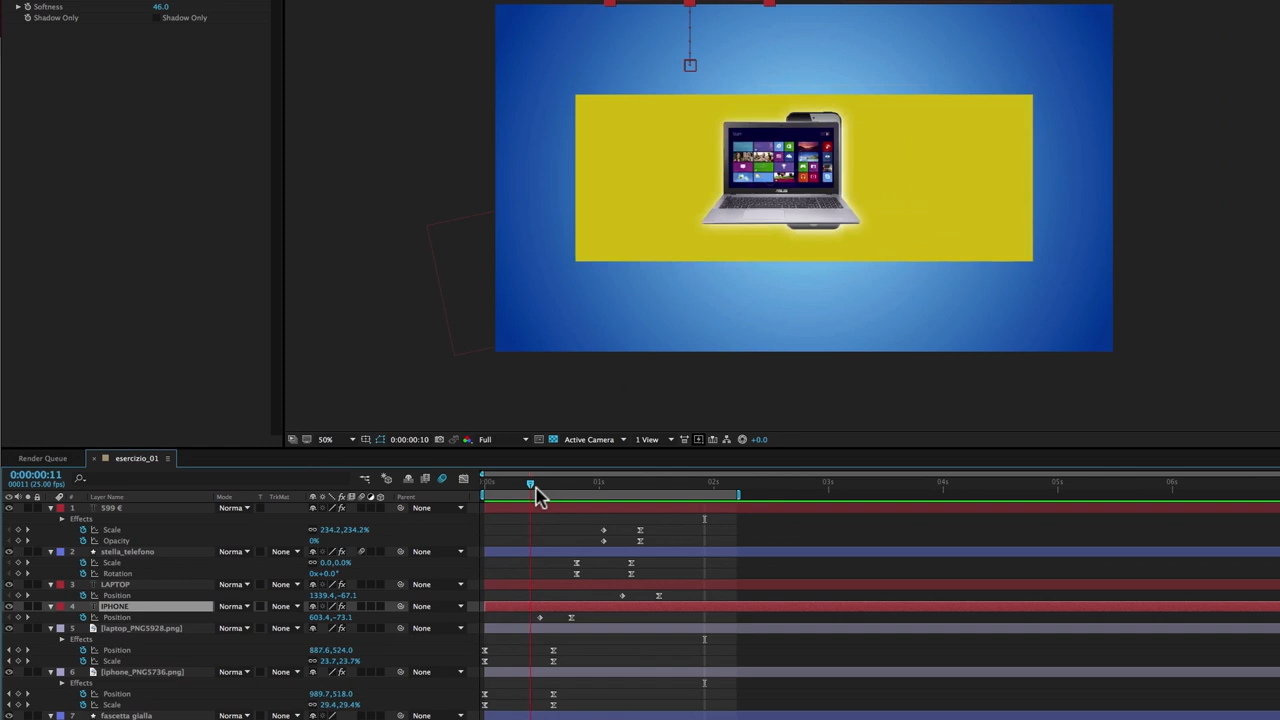 Softness 46.0
Shadow Only Shadow Only
Start
ASUS
50% 0:00:00:10 Full Active Camera 1 View +0.0
Render Queue × esercizio_01
0:00:00:11
00011 (25.00 fps)
:00s 01s 02s 03s 04s 05s 06s
# Layer Name Mode T TrkMat Parent
1 599 € Norma None
Effects
Scale 234.2,234.2%
Opacity 0%
2 stella_telefono Norma None None
Scale 0.0,0.0%
Rotation 0x+0.0°
3 LAPTOP Norma None None
Position 1339.4,-67.1
4 IPHONE Norma None None
Position 603.4,-73.1
5 [laptop_PNG5928.png] Norma None None
Effects
Position 887.6,524.0
Scale 23.7,23.7%
6 [iphone_PNG5736.png] Norma None None
Effects
Position 989.7,518.0
Scale 29.4,29.4%
7 fascetta gialla Norma None None